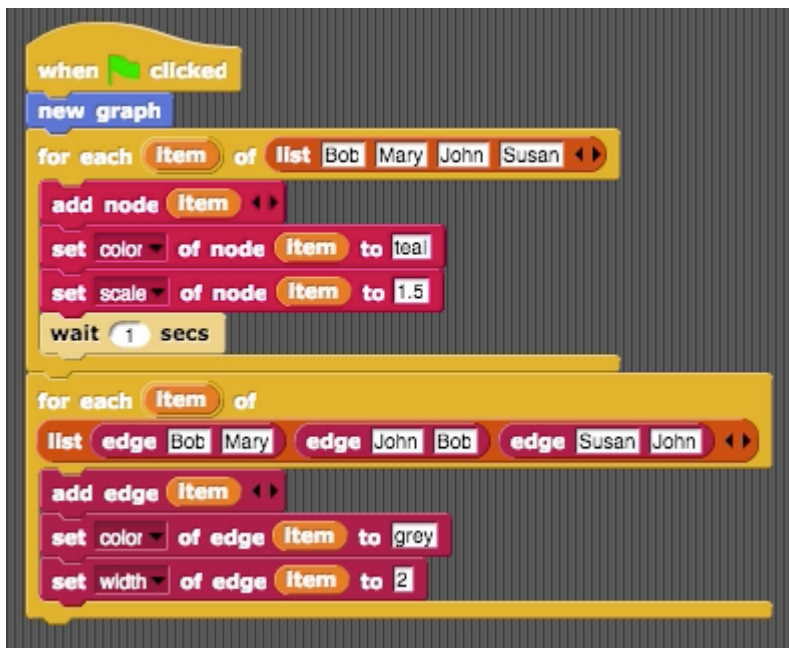 when clicked
new graph
for each item of list Bob Mary John Susan
add node item
set color of node item to teal
set scale of node item to 1.5
wait 1 secs
for each item of
list edge Bob Mary edge John Bob edge Susan John
add edge item
set color of edge item to grey
set width of edge item to 2